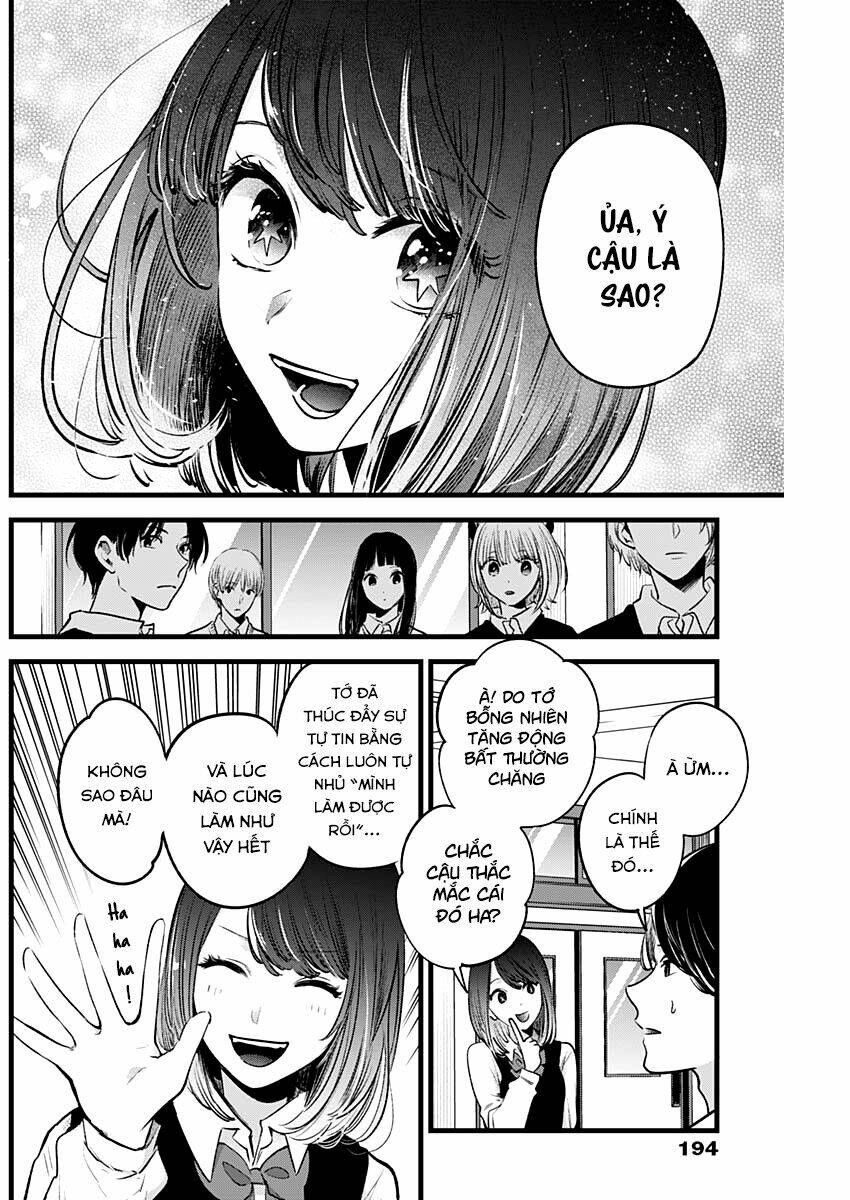 ỦA, Ý
CẬU LÀ
SAO?
À ỪM...
CHÍNH
LÀ THẾ
ĐÓ...
À! DO TỚ
BỖNG NHIÊN
TĂNG ĐỘNG
BẤT THƯỜNG
CHĂNG
CHẮC
CẬU THẮC
MẮC CÁI
ĐÓ HẢ?
TỚ ĐÃ
THÚC ĐẨY SỰ
TỰ TIN BẰNG
CÁCH LUÔN TỰ
NHỦ "MÌNH
LÀM ĐƯỢC
RỒI"...
VÀ LÚC
NÀO CŨNG
LÀM NHƯ
VẬY HẾT
KHÔNG
SAO ĐÂU
MÀ!
Ha
ha
ha
!
194